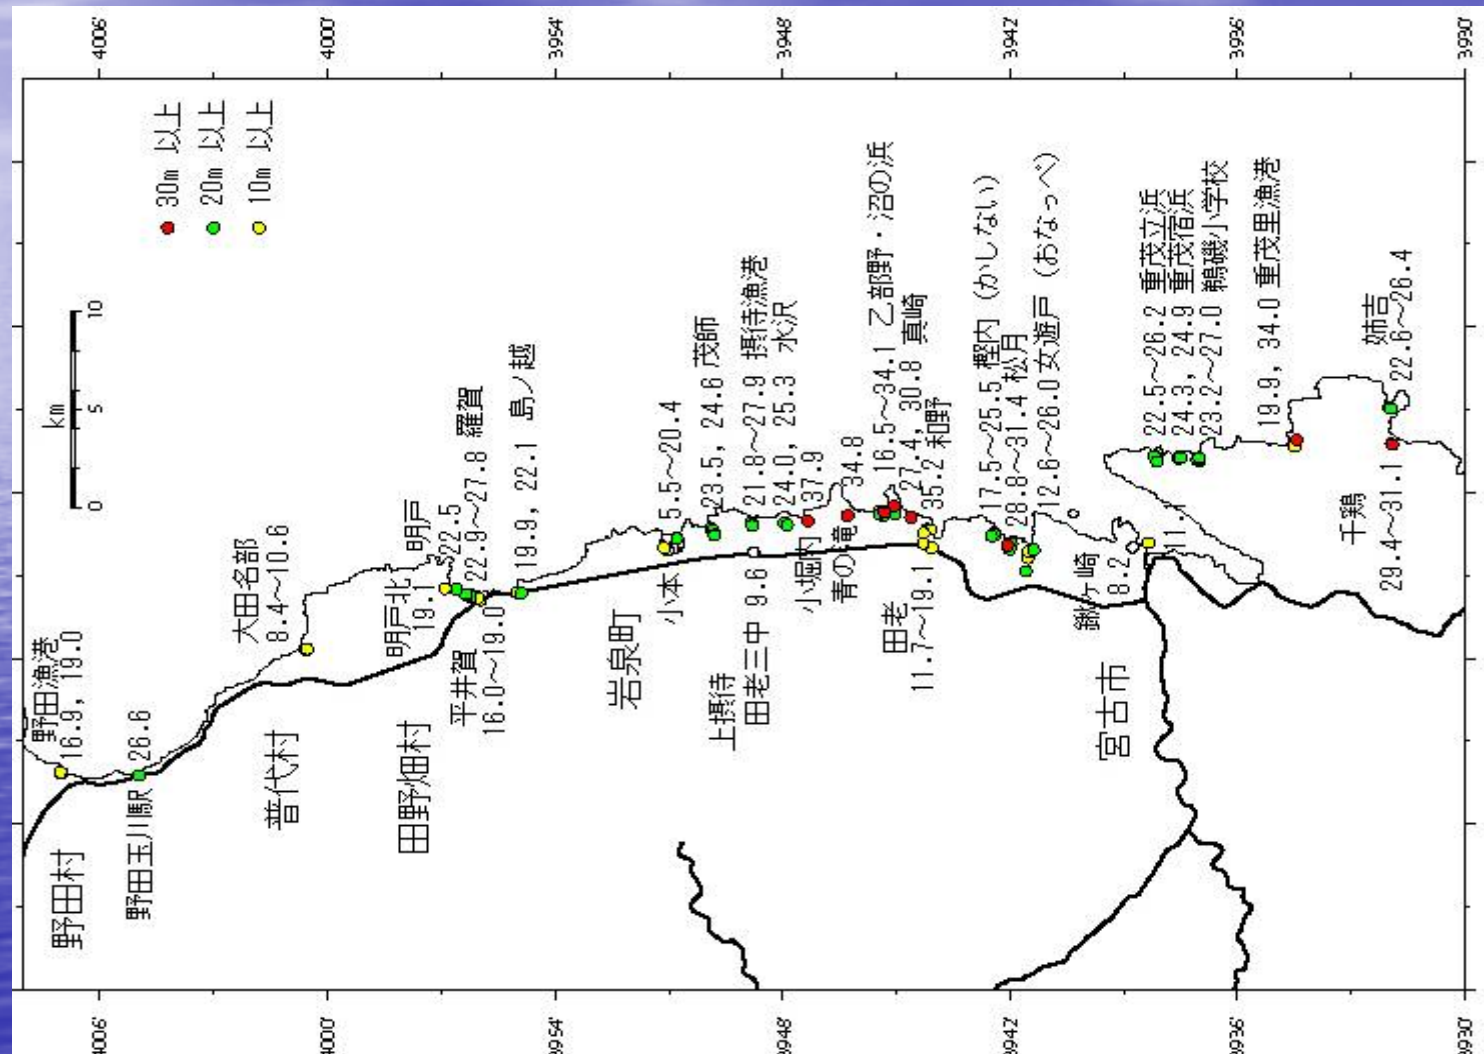 4006'
4000'
3954'
3948'
3942'
3936'
3930'
30m 以上
20m 以上
10m 以上
km
0
5
10
野田漁港
16.9, 19.0
26.6
野田玉川駅
野田村
大田名部
8.4〜10.6
普代村
明戸北
19.1
明戸
22.5
22.9〜27.8 羅賀
平井賀
16.0〜19.0
19.9, 22.1 島ノ越
田野畑村
5.5〜20.4
小本
岩泉町
23.5, 24.6 茂師
21.8〜27.9 摂待漁港
24.0, 25.3 水沢
上摂待
田老三中 9.6
37.9
小堀内
34.8
青の滝
16.5〜34.1 乙部野・沼の浜
27.4, 30.8 真崎
35.2 和野
田老
11.7〜19.1
17.5〜25.5 樫内 (かしない)
28.8〜31.4 松月
12.6〜26.0 女遊戸 (おなっぺ)
鍬ヶ崎
8.2
宮古市
22.5〜26.2 重茂立浜
24.3, 24.9 重茂宿浜
23.2〜27.0 鵜磯小学校
19.9, 34.0 重茂里漁港
姉吉
22.6〜26.4
千鶏
29.4〜31.1
4006'
4000'
3954'
3948'
3942'
3936'
3930'